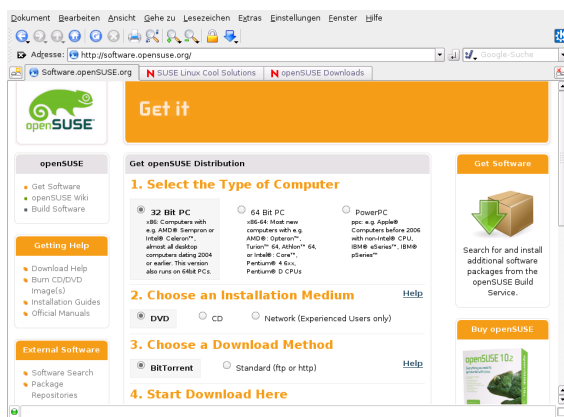 Dokument Bearbeiten Ansicht Gehe zu Lesezeichen Extras Einstellungen Fenster Hilfe
Adresse: http://software.opensuse.org/
Google-Suche
Software.openSUSE.org
SUSE Linux Cool Solutions
openSUSE Downloads
openSUSE
Get it
openSUSE
Get Software
openSUSE Wiki
Build Software
Getting Help
Download Help
Burn CD/DVD
Image(s)
Installation Guides
Official Manuals
External Software
Software Search
Package
Repositories
Get openSUSE Distribution
1. Select the Type of Computer
32 Bit PC
x86: Computers with
e.g. AMD® Sempron or
Intel® Celeron™,
almost all desktop
computers dating 2004
or earlier. This version
also runs on 64bit PCs.
64 Bit PC
x86-64: Most new
computers with e.g.
AMD®: Opteron™,
Turion™ 64, Athlon™ 64,
or Intel®: Core™,
Pentium® 4 6xx,
Pentium® D CPUs
PowerPC
ppc: e.g. Apple®
Computers before 2006
with non-Intel® CPU,
IBM® eSeries™, IBM®
pSeries™
2. Choose an Installation Medium
Help
DVD
CD
Network (Experienced Users only)
3. Choose a Download Method
Help
BitTorrent
Standard (ftp or http)
4. Start Download Here
Get Software
Search for and install
additional software
packages from the
openSUSE Build
Service.
Buy openSUSE
openSUSE 10.2